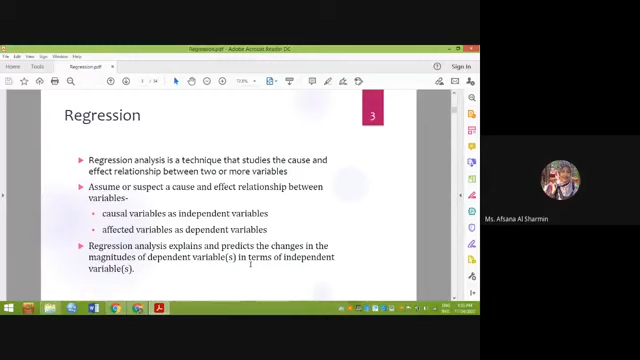 Regression.pdf - Adobe Acrobat Reader DC
File Edit View Sign Window Help
Home Tools Regression.pdf Sign In
Regression
3
Regression analysis is a technique that studies the cause and
effect relationship between two or more variables
Assume or suspect a cause and effect relationship between
variables-
causal variables as independent variables
affected variables as dependent variables
Regression analysis explains and predicts the changes in the
magnitudes of dependent variable(s) in terms of independent
variable(s).
Ms. Afsana Al Sharmin